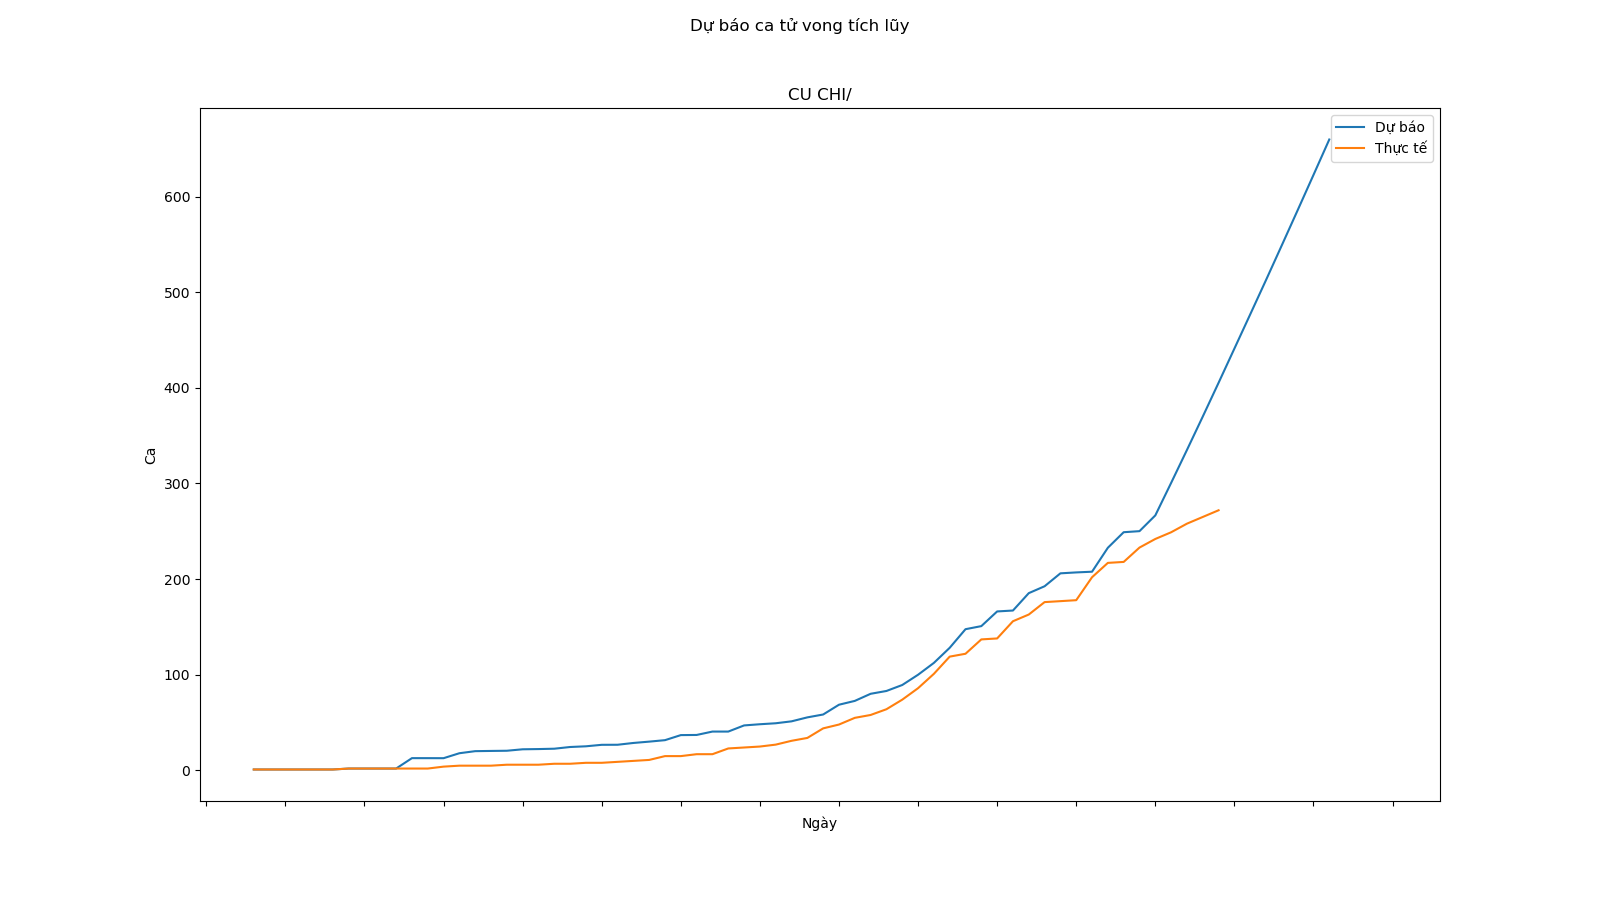 Dự báo ca tử vong tích lũy
CU CHI/
Dự báo
Thực tế
600
500
400
300
200
100
0
Ca
Ngày